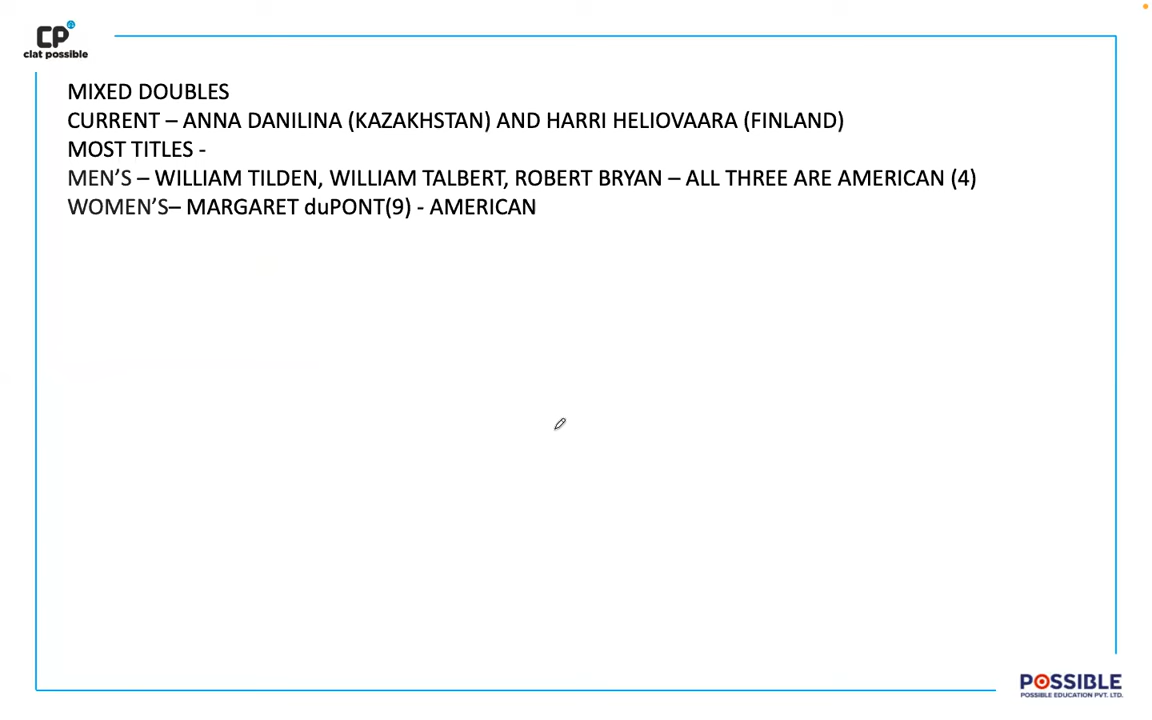 CP
clat possible
MIXED DOUBLES
CURRENT – ANNA DANILINA (KAZAKHSTAN) AND HARRI HELIOVAARA (FINLAND)
MOST TITLES -
MEN’S – WILLIAM TILDEN, WILLIAM TALBERT, ROBERT BRYAN – ALL THREE ARE AMERICAN (4)
WOMEN’S– MARGARET duPONT(9) - AMERICAN
POSSIBLE
POSSIBLE EDUCATION PVT. LTD.